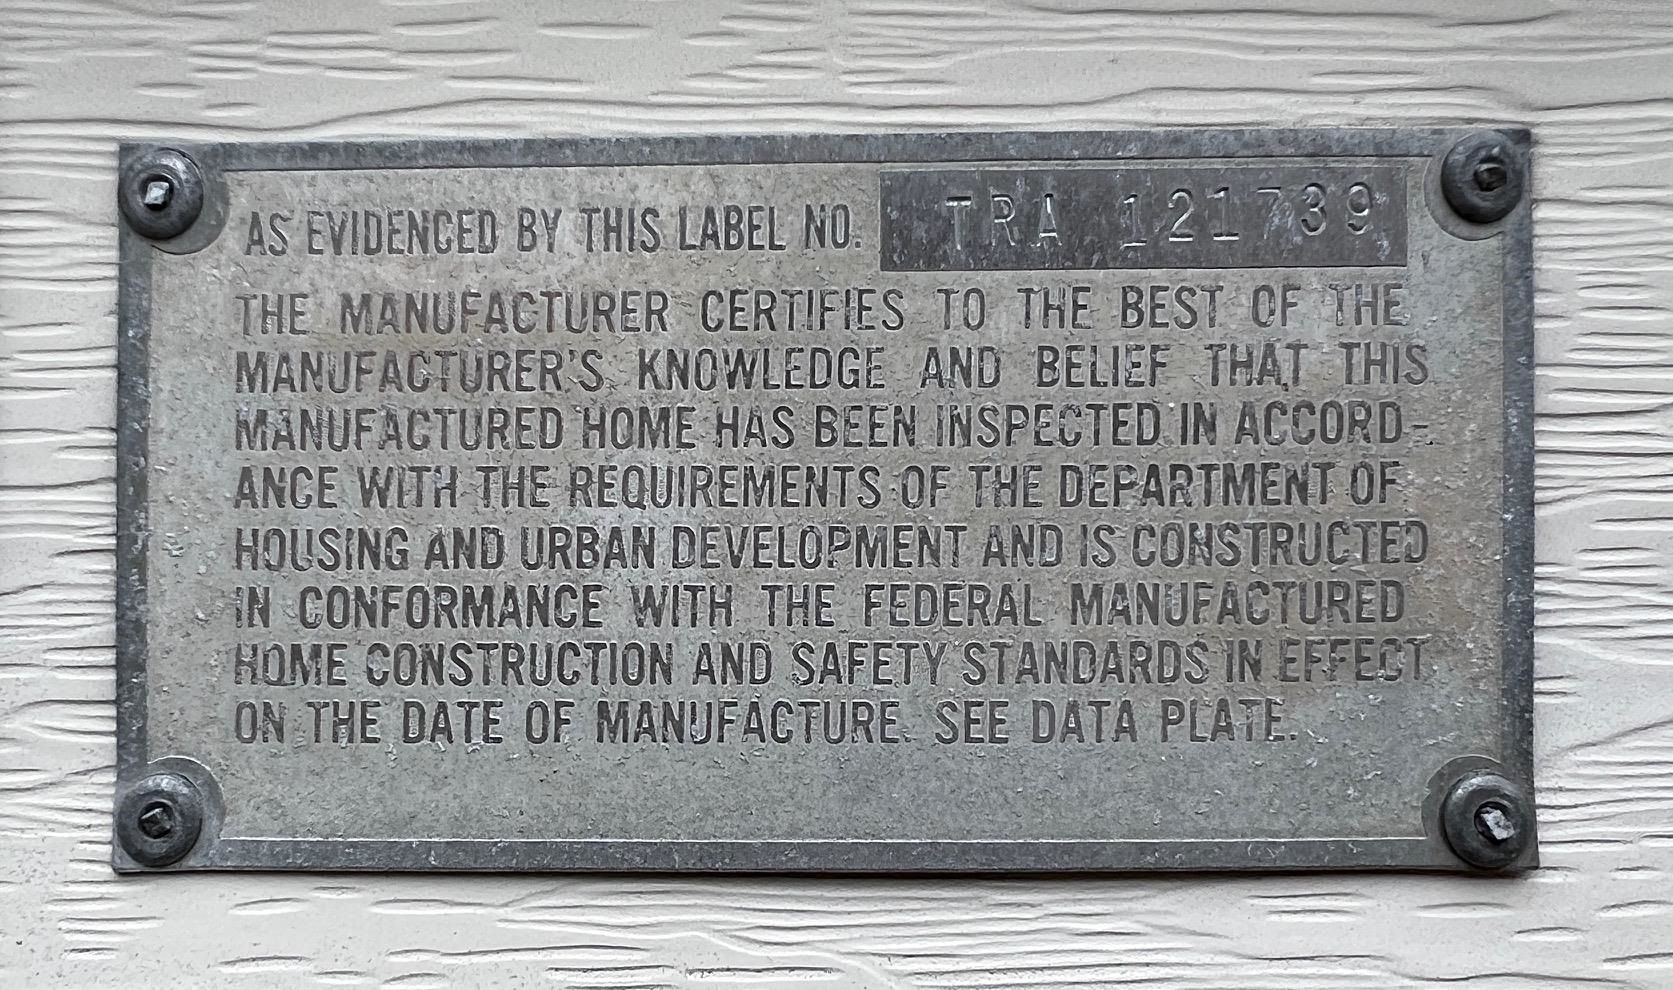 AS EVIDENCED BY THIS LABEL NO. TRA 121739
THE MANUFACTURER CERTIFIES TO THE BEST OF THE
MANUFACTURER'S KNOWLEDGE AND BELIEF THAT THIS
MANUFACTURED HOME HAS BEEN INSPECTED IN ACCORD-
ANCE WITH THE REQUIREMENTS OF THE DEPARTMENT OF
HOUSING AND URBAN DEVELOPMENT AND IS CONSTRUCTED
IN CONFORMANCE WITH THE FEDERAL MANUFACTURED
HOME CONSTRUCTION AND SAFETY STANDARDS IN EFFECT
ON THE DATE OF MANUFACTURE. SEE DATA PLATE.